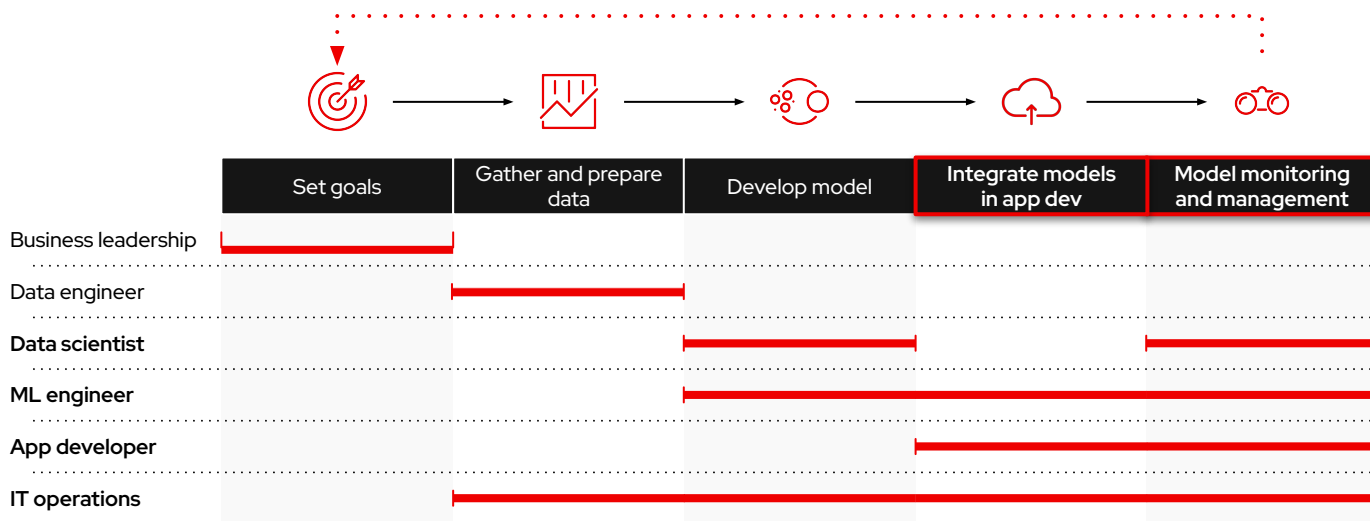 Set goals
Gather and prepare
data
Develop model
Integrate models
in app dev
Model monitoring
and management
Business leadership
Data engineer
Data scientist
ML engineer
App developer
IT operations